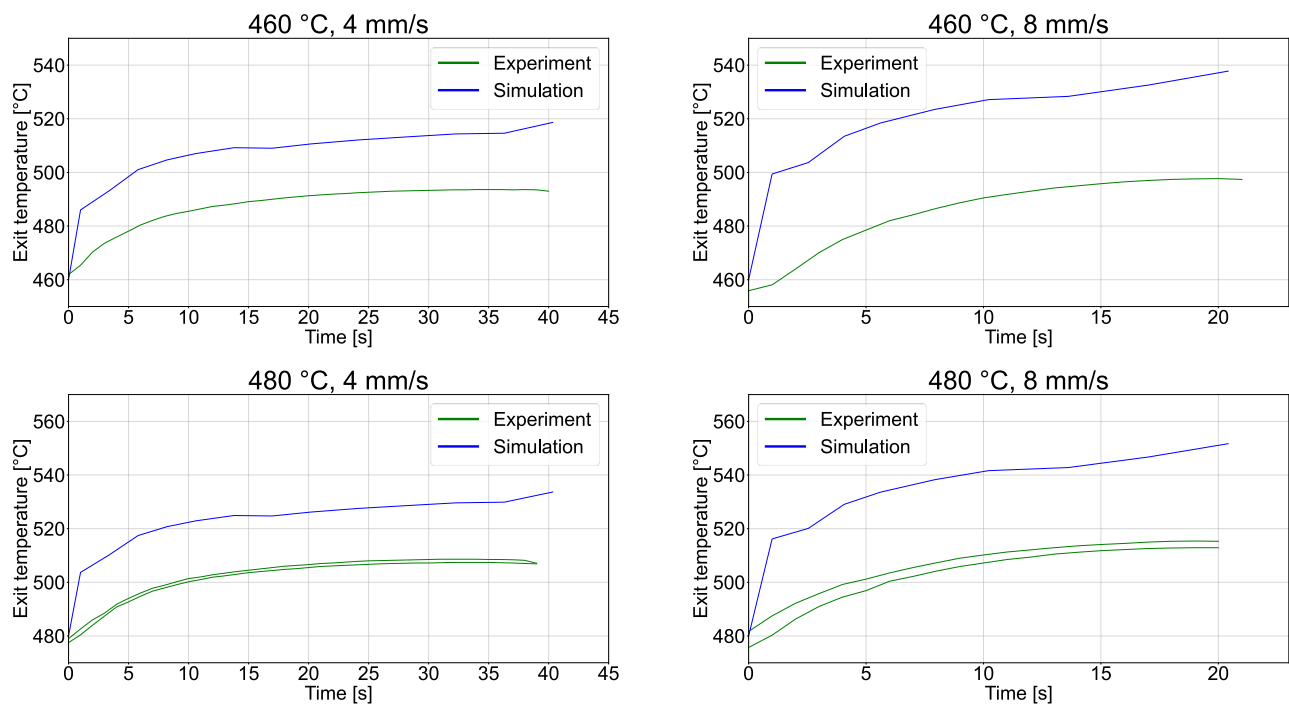 460 °C, 4 mm/s
Exit temperature [°C]
540
520
500
480
460
Experiment
Simulation
0 5 10 15 20 25 30 35 40 45
Time [s]
460 °C, 8 mm/s
Exit temperature [°C]
540
520
500
480
460
Experiment
Simulation
0 5 10 15 20
Time [s]
480 °C, 4 mm/s
Exit temperature [°C]
560
540
520
500
480
Experiment
Simulation
0 5 10 15 20 25 30 35 40 45
Time [s]
480 °C, 8 mm/s
Exit temperature [°C]
560
540
520
500
480
Experiment
Simulation
0 5 10 15 20
Time [s]